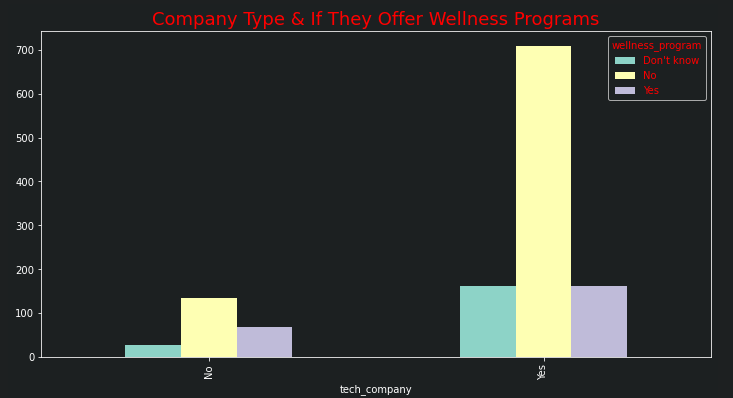 Company Type & If They Offer Wellness Programs
wellness_program
Don't know
No
Yes
700
600
500
400
300
200
100
0
No
Yes
tech_company